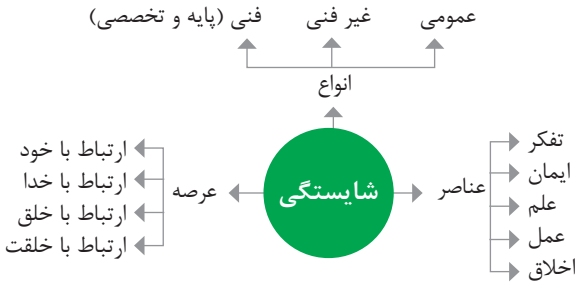 عمومی
غیر فنی
فنی (پایه و تخصصی)
انواع
شایستگی
عناصر
تفکر
ایمان
علم
عمل
اخلاق
عرصه
ارتباط با خود
ارتباط با خدا
ارتباط با خلق
ارتباط با خلقت